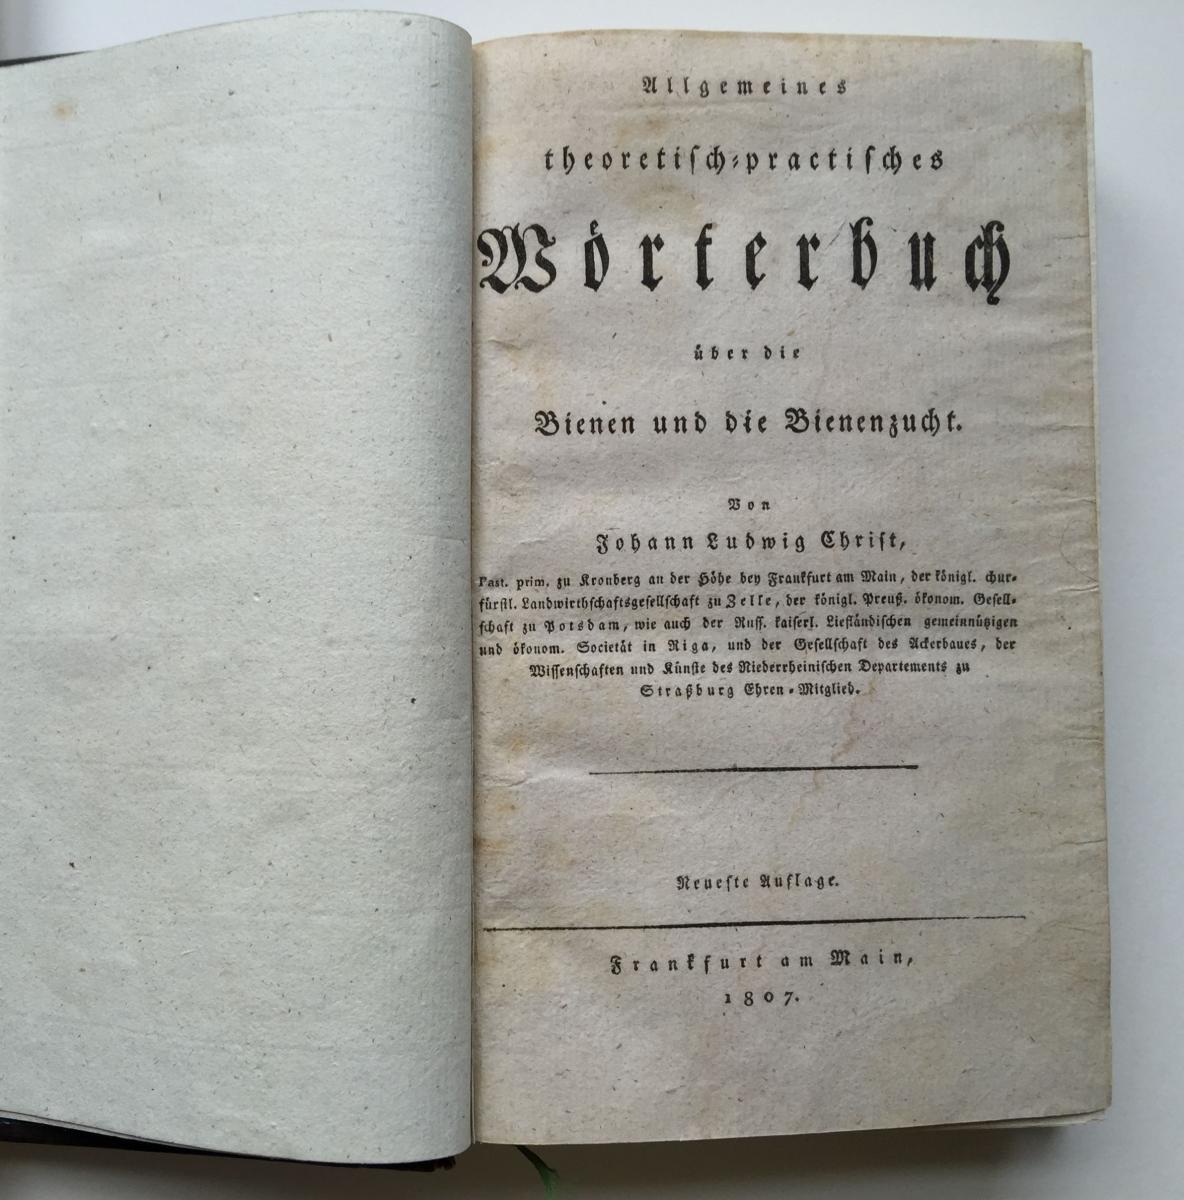 Allgemeines
theoretiſch-practiſches
Wörterbuch
über die
Bienen und die Bienenzucht.
Von
Johann Ludwig Chriſt,
Past. prim. zu Kronberg an der Höhe bey Frankfurt am Main, der königl. chur-
fürſtl. Landwirthſchaftsgeſellſchaft zu Zelle, der königl. Preuß. ökonom. Geſell-
ſchaft zu Potsdam, wie auch der Ruſſ. kaiſerl. Liefländiſchen gemeinnützigen
und ökonom. Societät in Riga, und der Geſellſchaft des Ackerbaues, der
Wiſſenſchaften und Künſte des Niederrheiniſchen Departements zu
Straßburg Ehren-Mitglied.
Neueſte Auflage.
Frankfurt am Main,
1807.